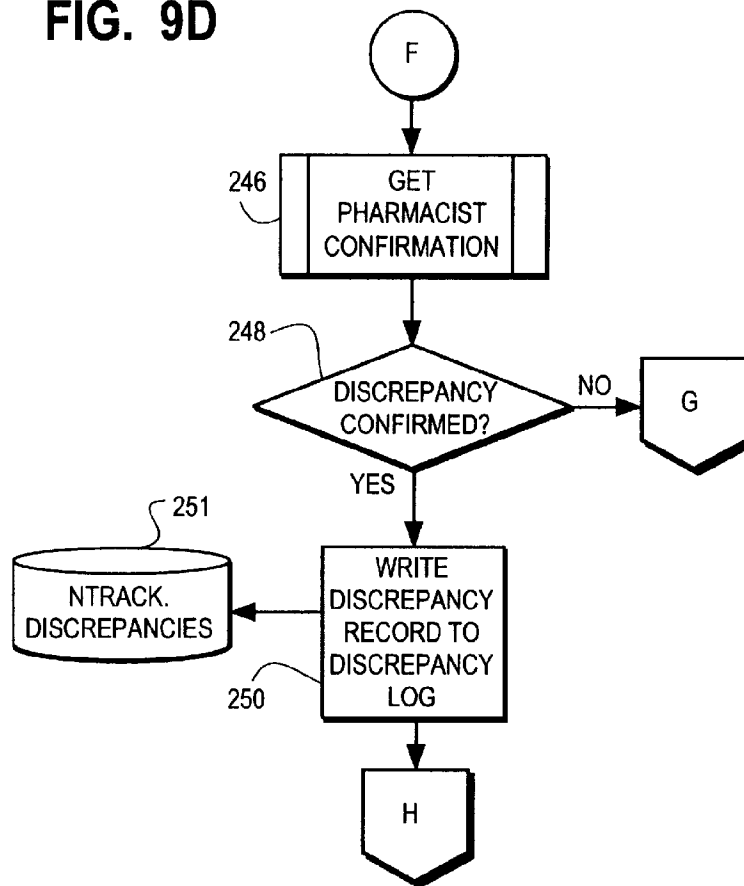 FIG. 9D
F
246
GET
PHARMACIST
CONFIRMATION
248
DISCREPANCY
CONFIRMED?
NO
G
YES
251
NTRACK.
DISCREPANCIES
WRITE
DISCREPANCY
RECORD TO
DISCREPANCY
LOG
250
H